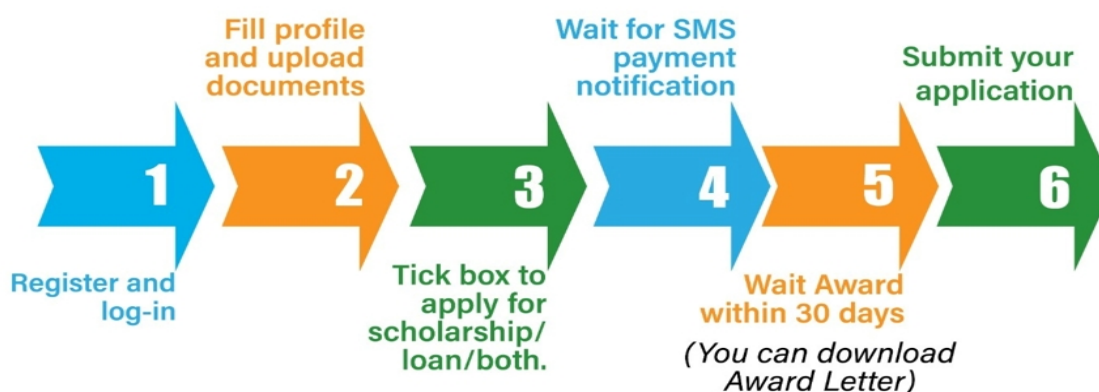 1
Register and
log-in
Fill profile
and upload
documents
2
3
Tick box to
apply for
scholarship/
loan/both.
Wait for SMS
payment
notification
4
5
Wait Award
within 30 days
(You can download
Award Letter)
Submit your
application
6